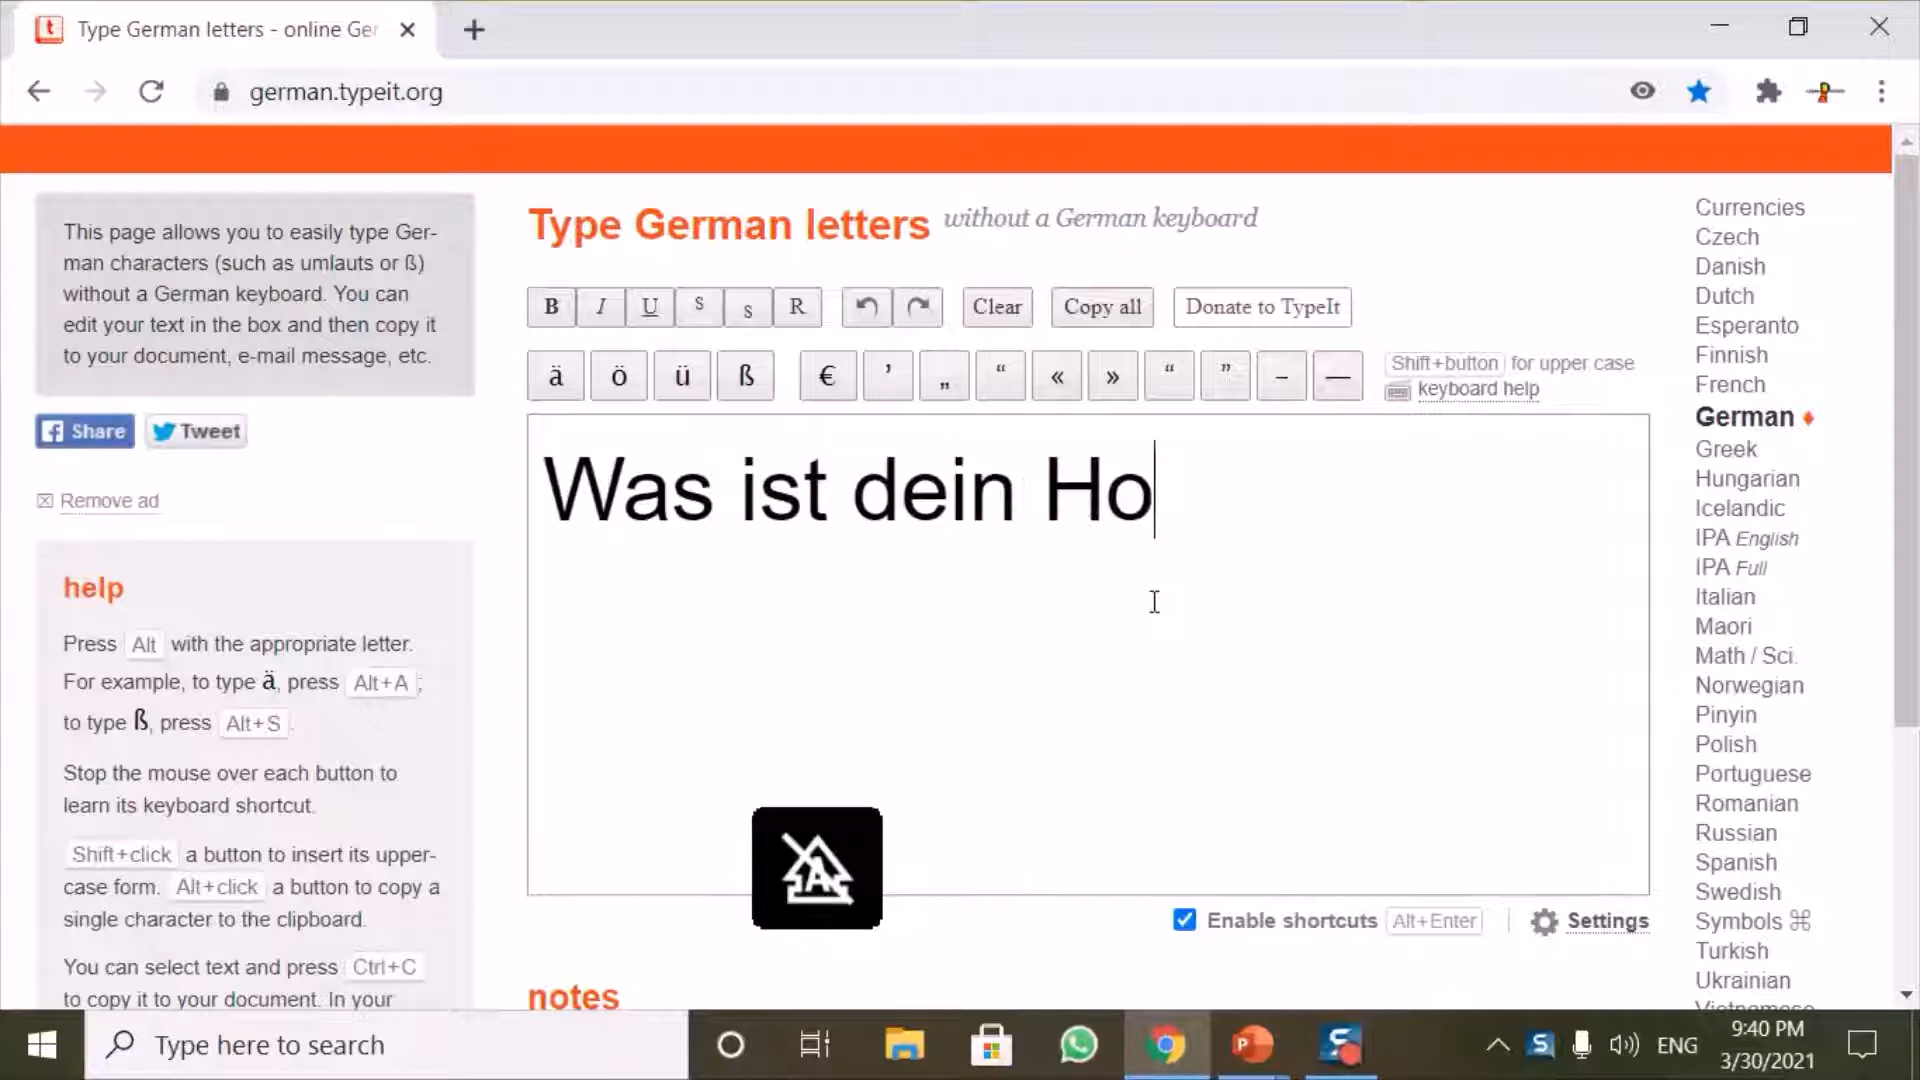 Type German letters - online Ger
german.typeit.org
This page allows you to easily type Ger-
man characters (such as umlauts or ß)
without a German keyboard. You can
edit your text in the box and then copy it
to your document, e-mail message, etc.
Share
Tweet
Remove ad
help
Press Alt with the appropriate letter.
For example, to type ä, press Alt+A;
to type ß, press Alt+S.
Stop the mouse over each button to
learn its keyboard shortcut.
Shift+click a button to insert its upper-
case form. Alt+click a button to copy a
single character to the clipboard.
You can select text and press Ctrl+C
to copy it to your document. In your
Type German letters without a German keyboard
B I U S s R Clear Copy all Donate to TypeIt
ä ö ü ß € ’ „ “ « » “ ” – —
Shift+button for upper case
keyboard help
Was ist dein Ho
A
Enable shortcuts Alt+Enter
Settings
notes
Currencies
Czech
Danish
Dutch
Esperanto
Finnish
French
German
Greek
Hungarian
Icelandic
IPA English
IPA Full
Italian
Maori
Math / Sci.
Norwegian
Pinyin
Polish
Portuguese
Romanian
Russian
Spanish
Swedish
Symbols ⌘
Turkish
Ukrainian
Vietnamese
Type here to search
ENG
9:40 PM
3/30/2021